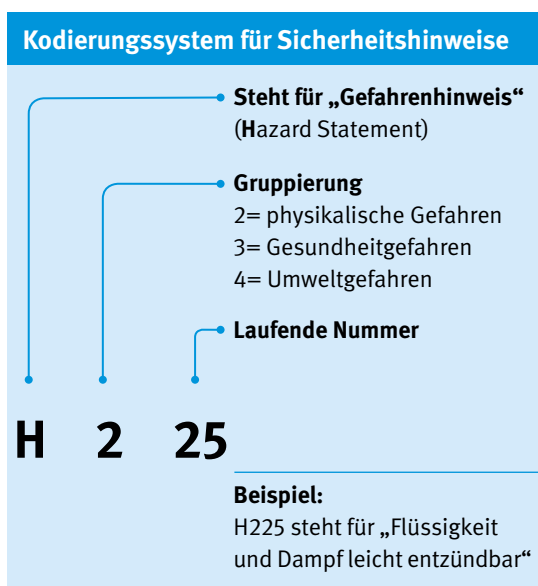 Kodierungssystem für Sicherheitshinweise
Steht für „Gefahrenhinweis“
(Hazard Statement)
Gruppierung
2= physikalische Gefahren
3= Gesundheitgefahren
4= Umweltgefahren
Laufende Nummer
H 2 25
Beispiel:
H225 steht für „Flüssigkeit
und Dampf leicht entzündbar“